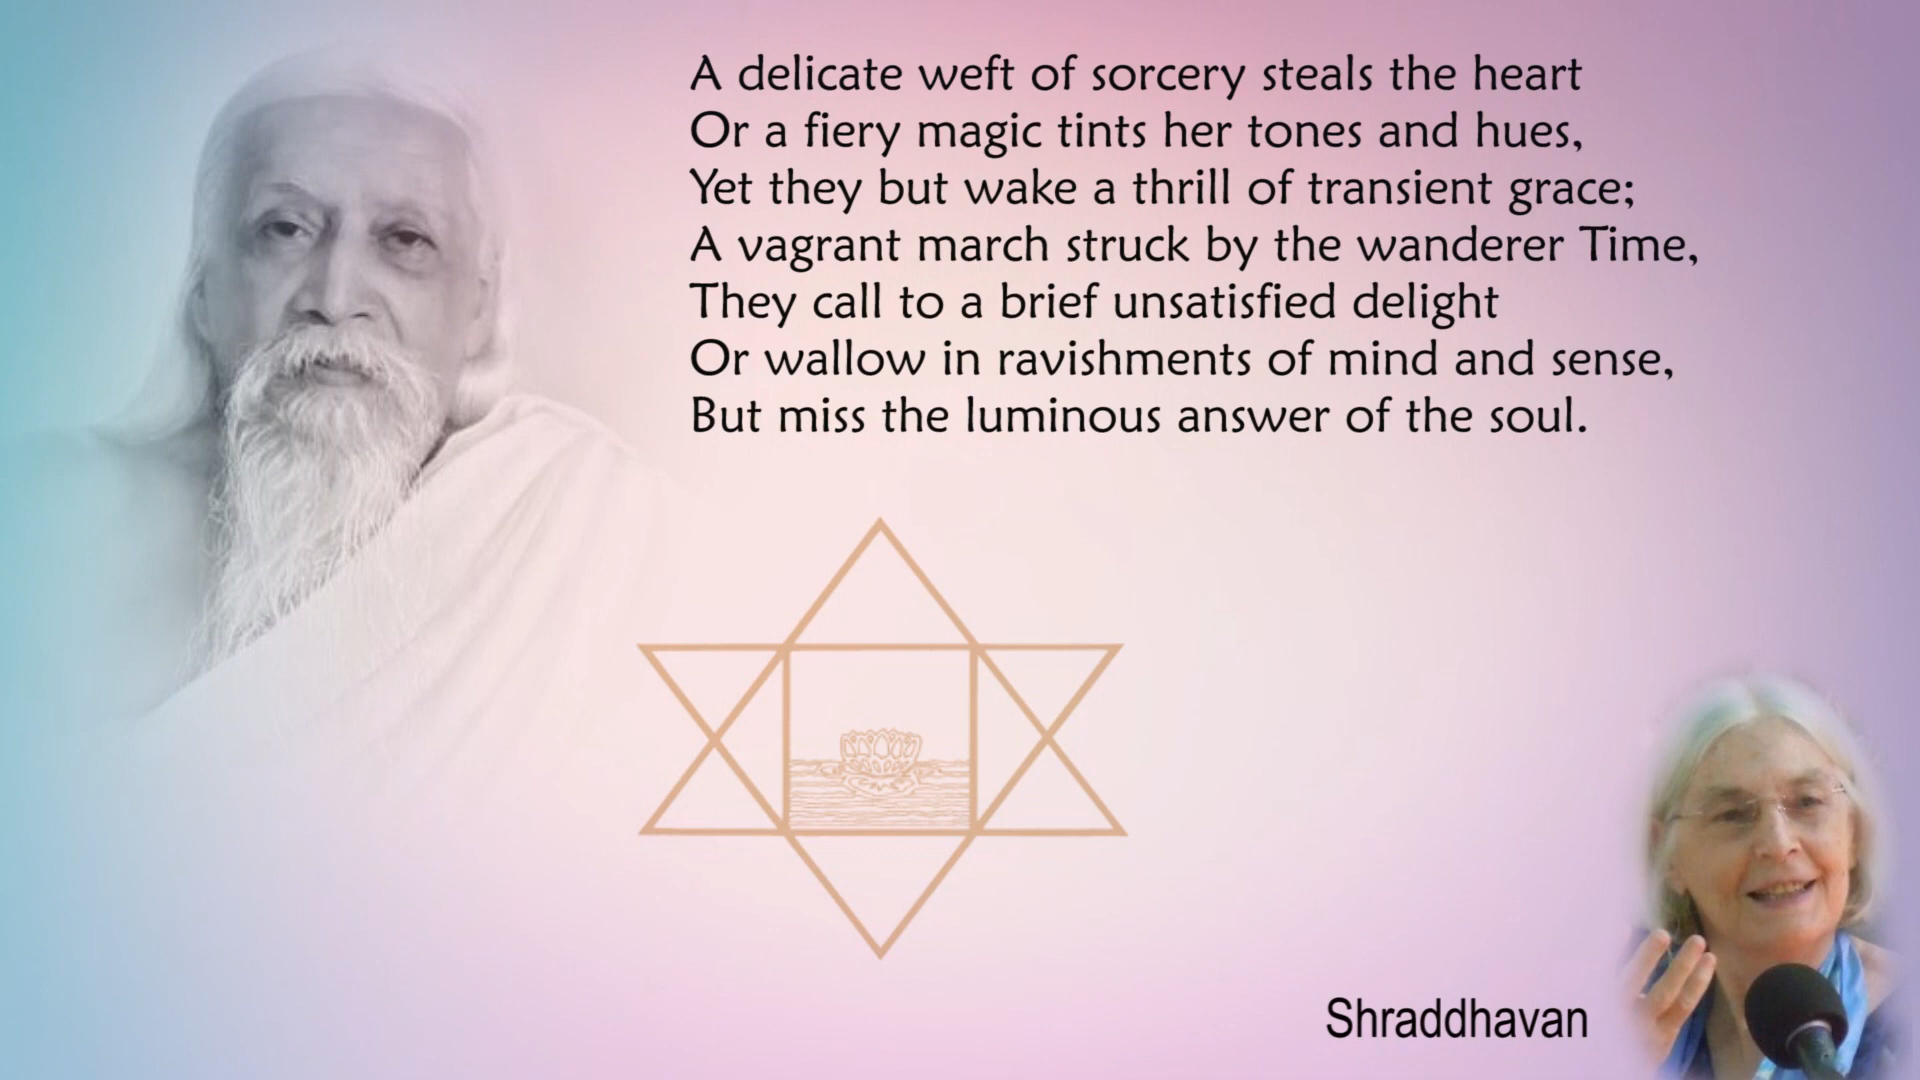 A delicate weft of sorcery steals the heart
Or a fiery magic tints her tones and hues,
Yet they but wake a thrill of transient grace;
A vagrant march struck by the wanderer Time,
They call to a brief unsatisfied delight
Or wallow in ravishments of mind and sense,
But miss the luminous answer of the soul.
Shraddhavan